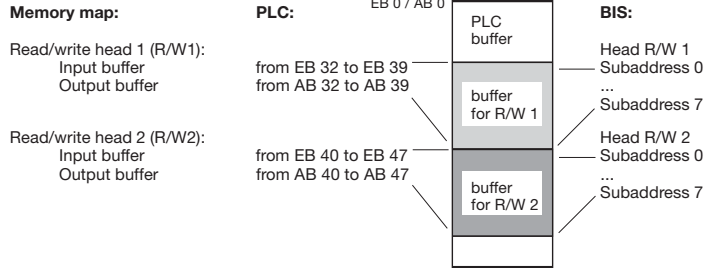 EB 0 / AB 0
Memory map: PLC: BIS:
PLC
buffer
Read/write head 1 (R/W1): Head R/W 1
Input buffer from EB 32 to EB 39 Subaddress 0
Output buffer from AB 32 to AB 39 ...
buffer
for R/W 1
Subaddress 7
Read/write head 2 (R/W2): Head R/W 2
Input buffer from EB 40 to EB 47 Subaddress 0
Output buffer from AB 40 to AB 47 ...
buffer
for R/W 2
Subaddress 7